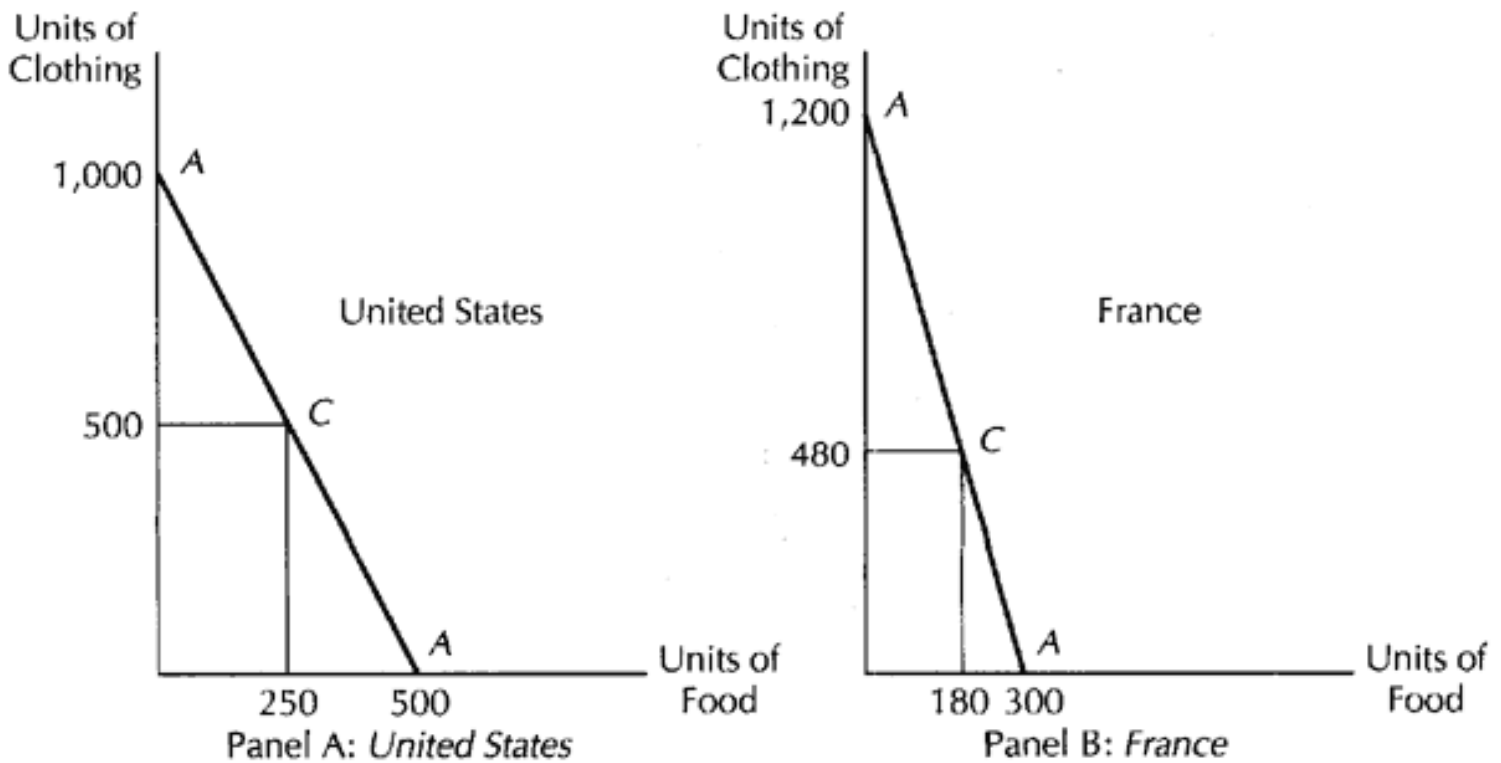 Units of
Clothing
1,000
A
United States
500
C
A
Units of
Food
250
500
Panel A: United States
Units of
Clothing
1,200
A
France
480
C
A
Units of
Food
180
300
Panel B: France